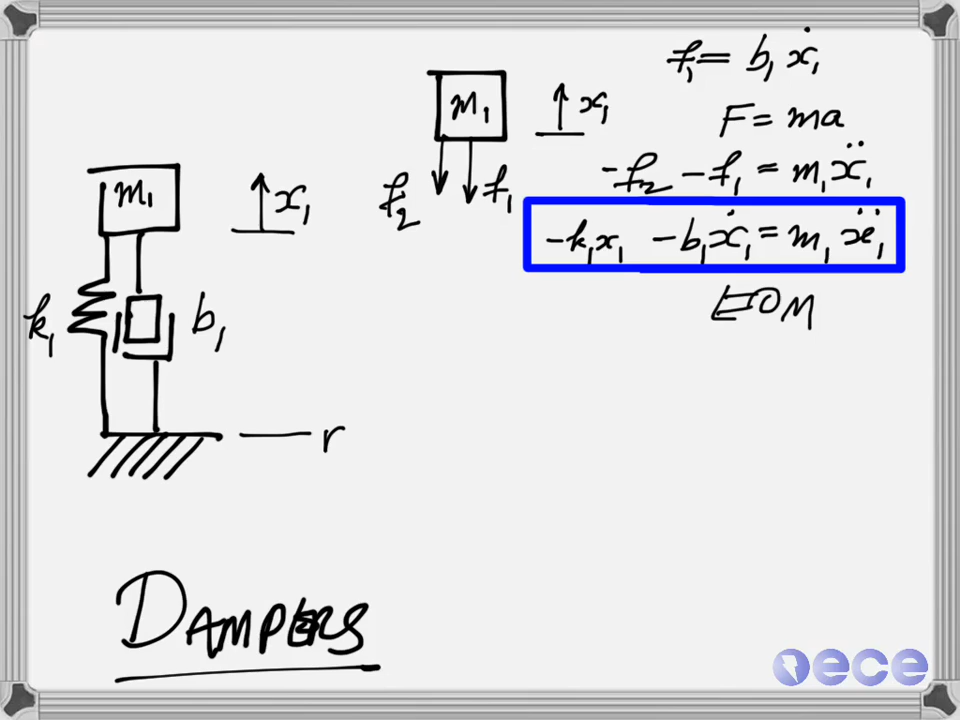 f₁ = b₁ẋ₁
m₁ ↑ x₁
F = ma
f₂ f₁
-f₂ - f₁ = m₁ẍ₁
m₁ ↑ x₁
-k₁x₁ - b₁ẋ₁ = m₁ẍ₁
EOM
k₁ b₁
r
DAMPERS
ece